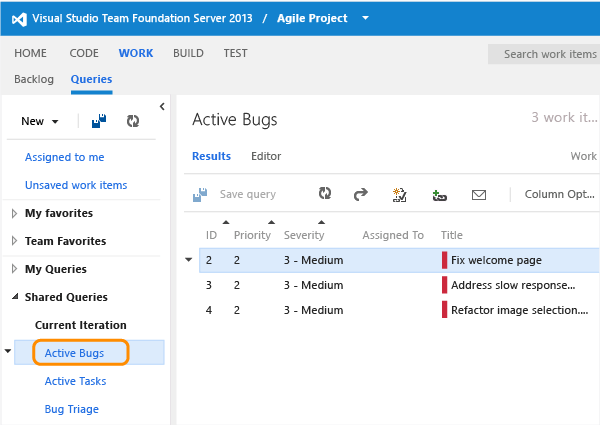 Visual Studio Team Foundation Server 2013 / Agile Project
HOME CODE WORK BUILD TEST
Search work items
Backlog Queries
New
Assigned to me
Unsaved work items
My favorites
Team Favorites
My Queries
Shared Queries
Current Iteration
Active Bugs
Active Tasks
Bug Triage
Active Bugs
3 work it...
Results Editor
Work
Save query
Column Opt...
ID Priority Severity Assigned To Title
2 2 3 - Medium Fix welcome page
3 2 3 - Medium Address slow response...
4 2 3 - Medium Refactor image selection....